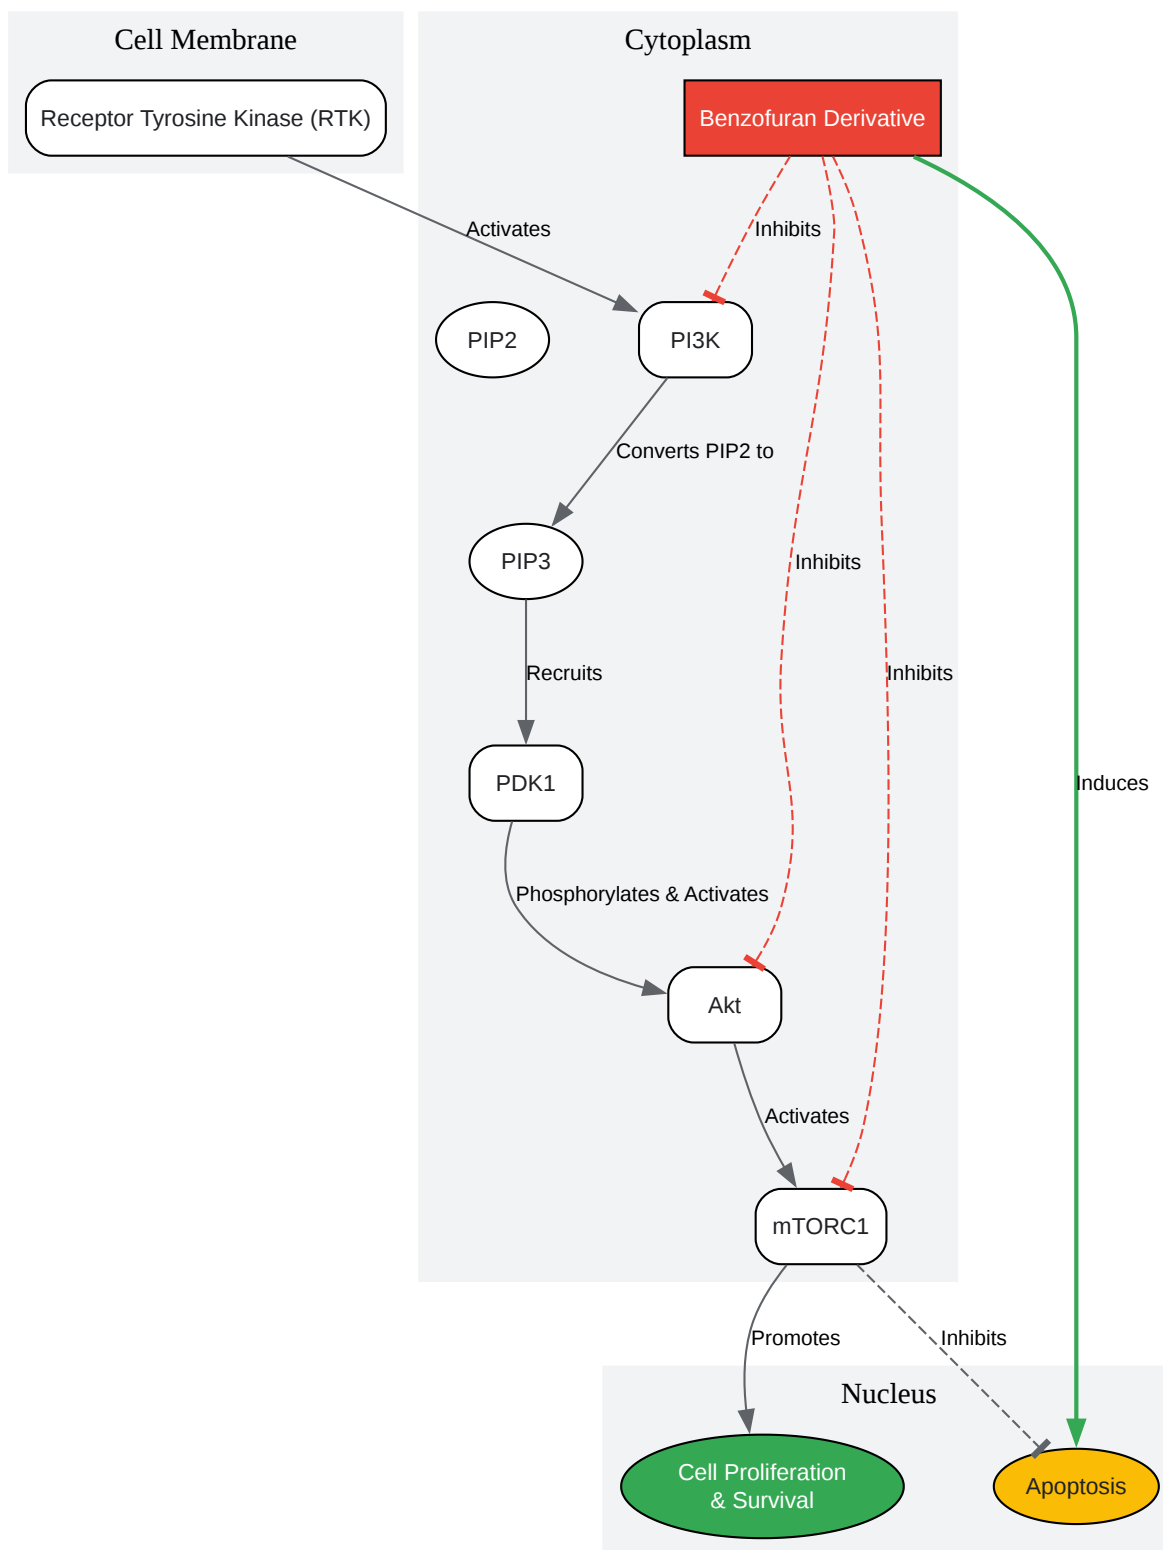 Cell Membrane
Cytoplasm
Receptor Tyrosine Kinase (RTK)
Benzofuran Derivative
Activates
Inhibits
PIP2
PI3K
Converts PIP2 to
PIP3
Inhibits
Recruits
Inhibits
PDK1
Induces
Phosphorylates & Activates
Akt
Activates
mTORC1
Promotes
Inhibits
Nucleus
Cell Proliferation
& Survival
Apoptosis